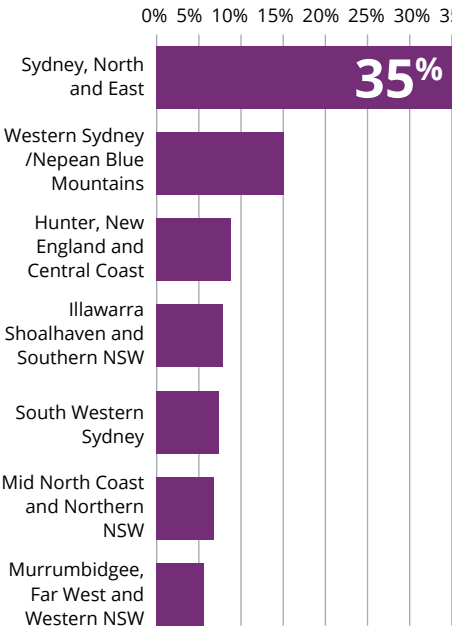 0% 5% 10% 15% 20% 25% 30% 35
Sydney, North
and East
35%
Western Sydney
/Nepean Blue
Mountains
Hunter, New
England and
Central Coast
Illawarra
Shoalhaven and
Southern NSW
South Western
Sydney
Mid North Coast
and Northern
NSW
Murrumbidgee,
Far West and
Western NSW